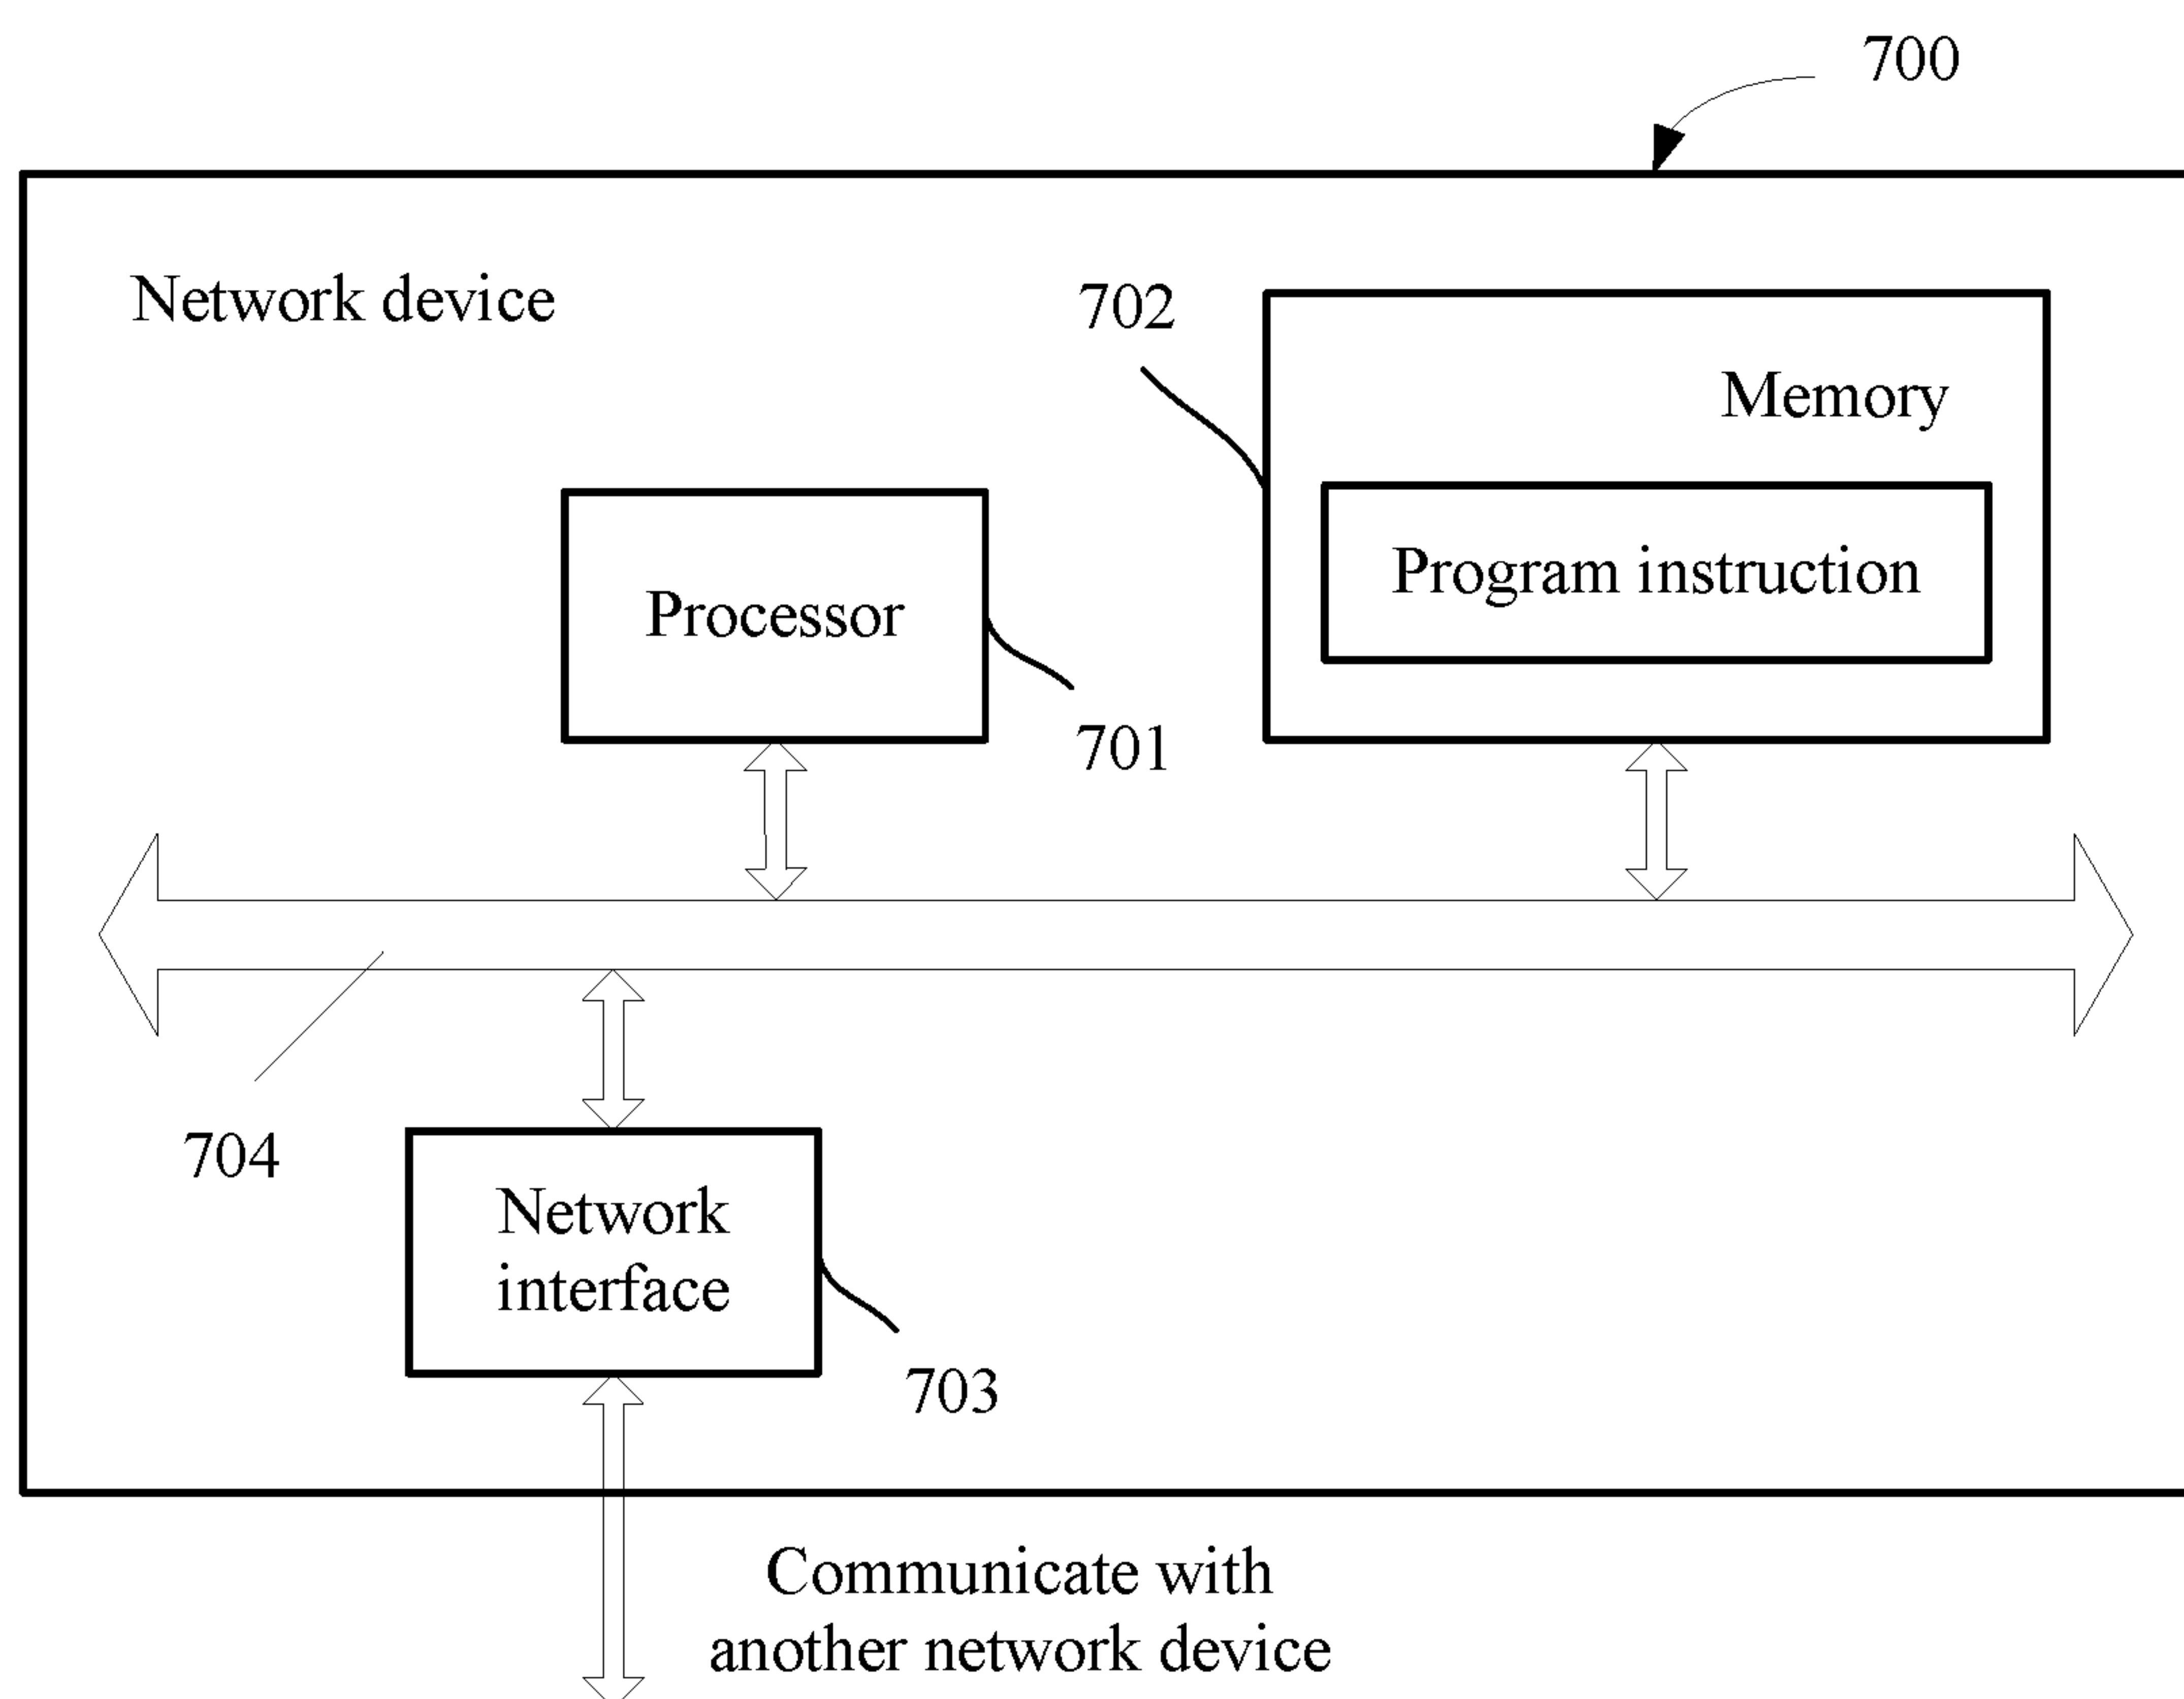 700
Network device
702
Memory
Program instruction
Processor
701
704
Network
interface
703
Communicate with
another network device